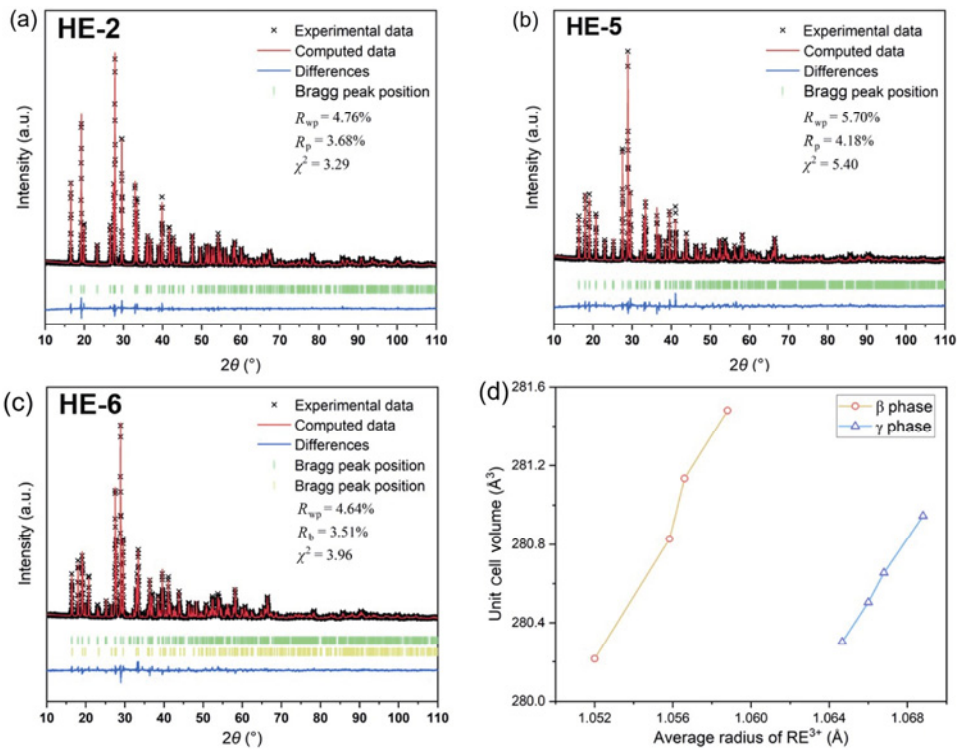 (a)
HE-2
Experimental data
Computed data
Differences
Bragg peak position
Rwp = 4.76%
Rp = 3.68%
χ² = 3.29
Intensity (a.u.)
10 20 30 40 50 60 70 80 90 100 110
2θ (°)
(b)
HE-5
Experimental data
Computed data
Differences
Bragg peak position
Rwp = 5.70%
Rp = 4.18%
χ² = 5.40
Intensity (a.u.)
10 20 30 40 50 60 70 80 90 100 110
2θ (°)
(c)
HE-6
Experimental data
Computed data
Differences
Bragg peak position
Bragg peak position
Rwp = 4.64%
Rb = 3.51%
χ² = 3.96
Intensity (a.u.)
10 20 30 40 50 60 70 80 90 100 110
2θ (°)
(d)
β phase
γ phase
Unit cell volume (Å³)
281.6
281.2
280.8
280.4
280.0
1.052 1.056 1.060 1.064 1.068
Average radius of RE³⁺ (Å)